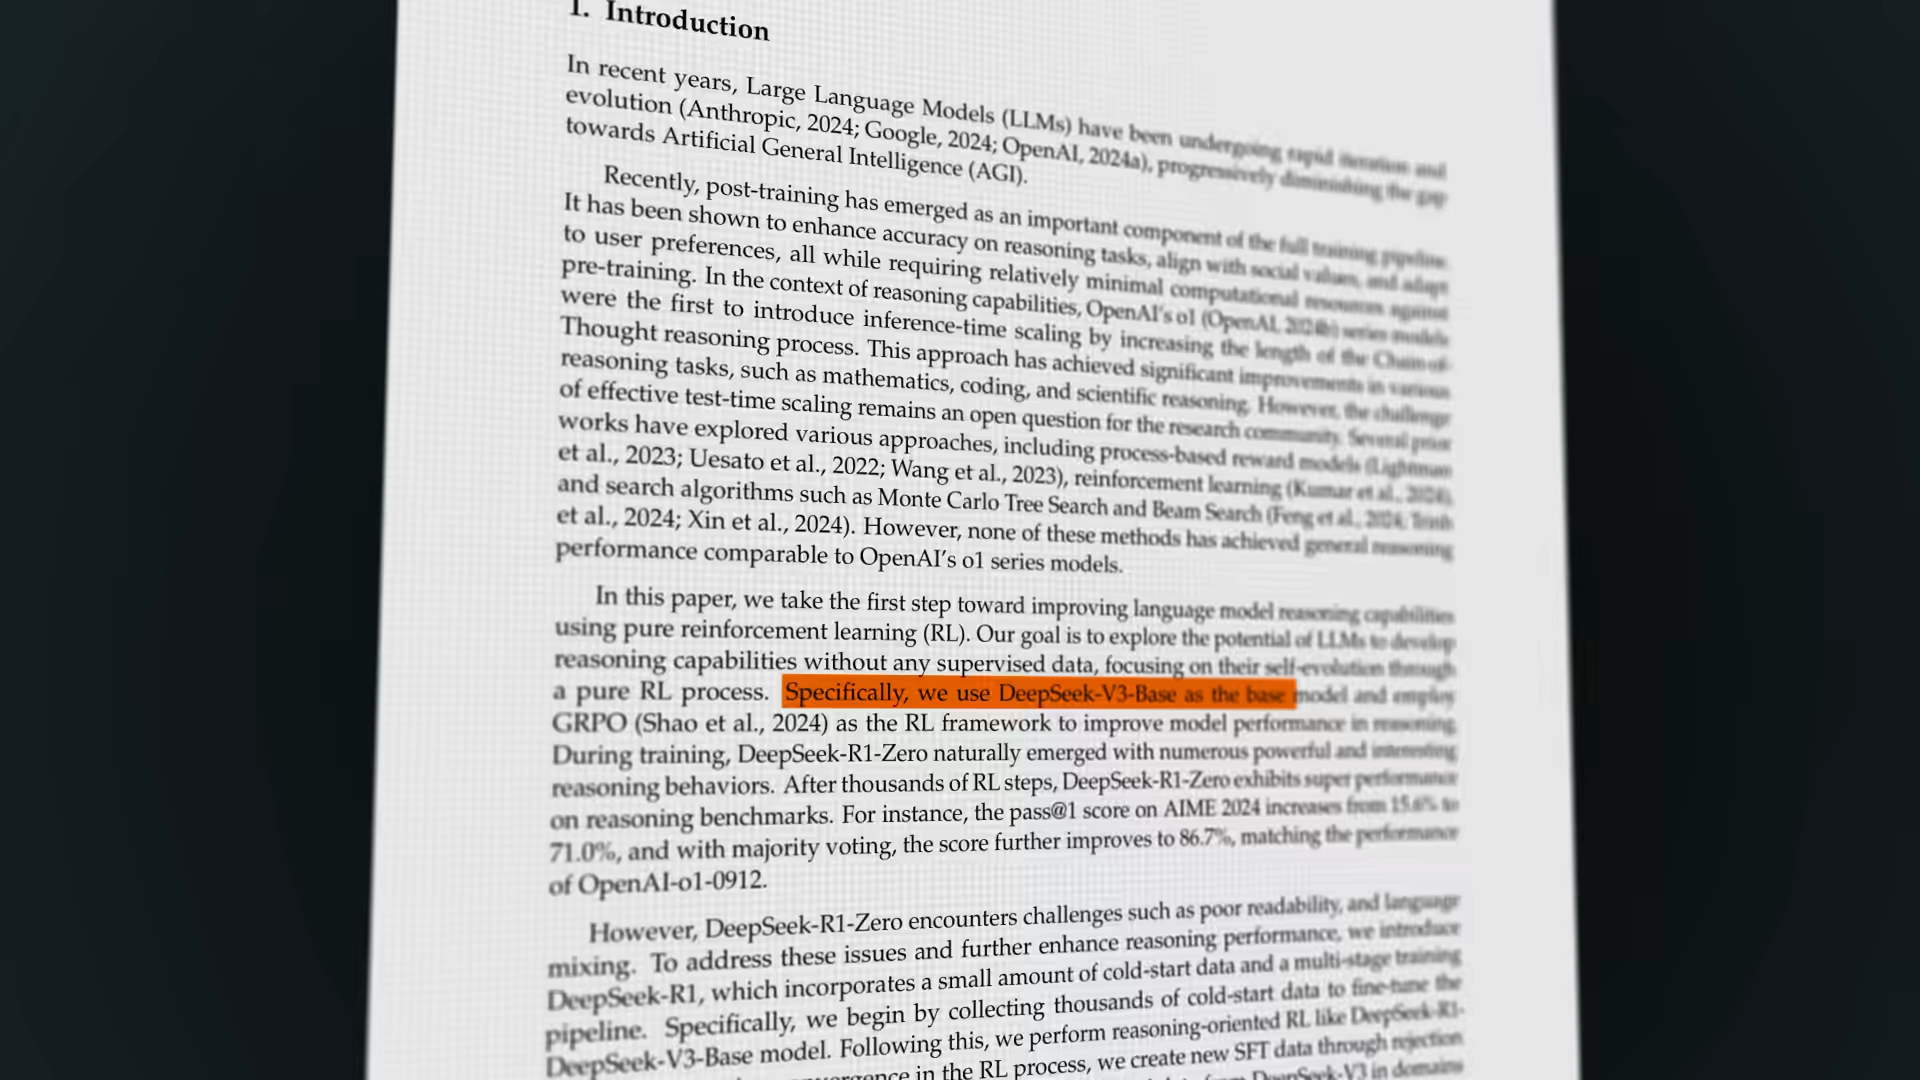 1. Introduction
In recent years, Large Language Models (LLMs) have been undergoing rapid iteration and
evolution (Anthropic, 2024; Google, 2024; OpenAI, 2024a), progressively diminishing the gap
towards Artificial General Intelligence (AGI).
Recently, post-training has emerged as an important component of the full training pipeline.
It has been shown to enhance accuracy on reasoning tasks, align with social values, and adapt
to user preferences, all while requiring relatively minimal computational resources against
pre-training. In the context of reasoning capabilities, OpenAI's o1 (OpenAI, 2024b) series models
were the first to introduce inference-time scaling by increasing the length of the Chain-of-
Thought reasoning process. This approach has achieved significant improvements in various
reasoning tasks, such as mathematics, coding, and scientific reasoning. However, the challenge
of effective test-time scaling remains an open question for the research community. Several prior
works have explored various approaches, including process-based reward models (Lightman
et al., 2023; Uesato et al., 2022; Wang et al., 2023), reinforcement learning (Kumar et al., 2024),
and search algorithms such as Monte Carlo Tree Search and Beam Search (Feng et al., 2024; Trinh
et al., 2024; Xin et al., 2024). However, none of these methods has achieved general reasoning
performance comparable to OpenAI's o1 series models.
In this paper, we take the first step toward improving language model reasoning capabilities
using pure reinforcement learning (RL). Our goal is to explore the potential of LLMs to develop
reasoning capabilities without any supervised data, focusing on their self-evolution through
a pure RL process. Specifically, we use DeepSeek-V3-Base as the base model and employ
GRPO (Shao et al., 2024) as the RL framework to improve model performance in reasoning.
During training, DeepSeek-R1-Zero naturally emerged with numerous powerful and interesting
reasoning behaviors. After thousands of RL steps, DeepSeek-R1-Zero exhibits super performance
on reasoning benchmarks. For instance, the pass@1 score on AIME 2024 increases from 15.6% to
71.0%, and with majority voting, the score further improves to 86.7%, matching the performance
of OpenAI-o1-0912.
However, DeepSeek-R1-Zero encounters challenges such as poor readability, and language
mixing. To address these issues and further enhance reasoning performance, we introduce
DeepSeek-R1, which incorporates a small amount of cold-start data and a multi-stage training
pipeline. Specifically, we begin by collecting thousands of cold-start data to fine-tune the
DeepSeek-V3-Base model. Following this, we perform reasoning-oriented RL like DeepSeek-R1-
in the RL process, we create new SFT data through rejection
DeepSeek-V3 in domains